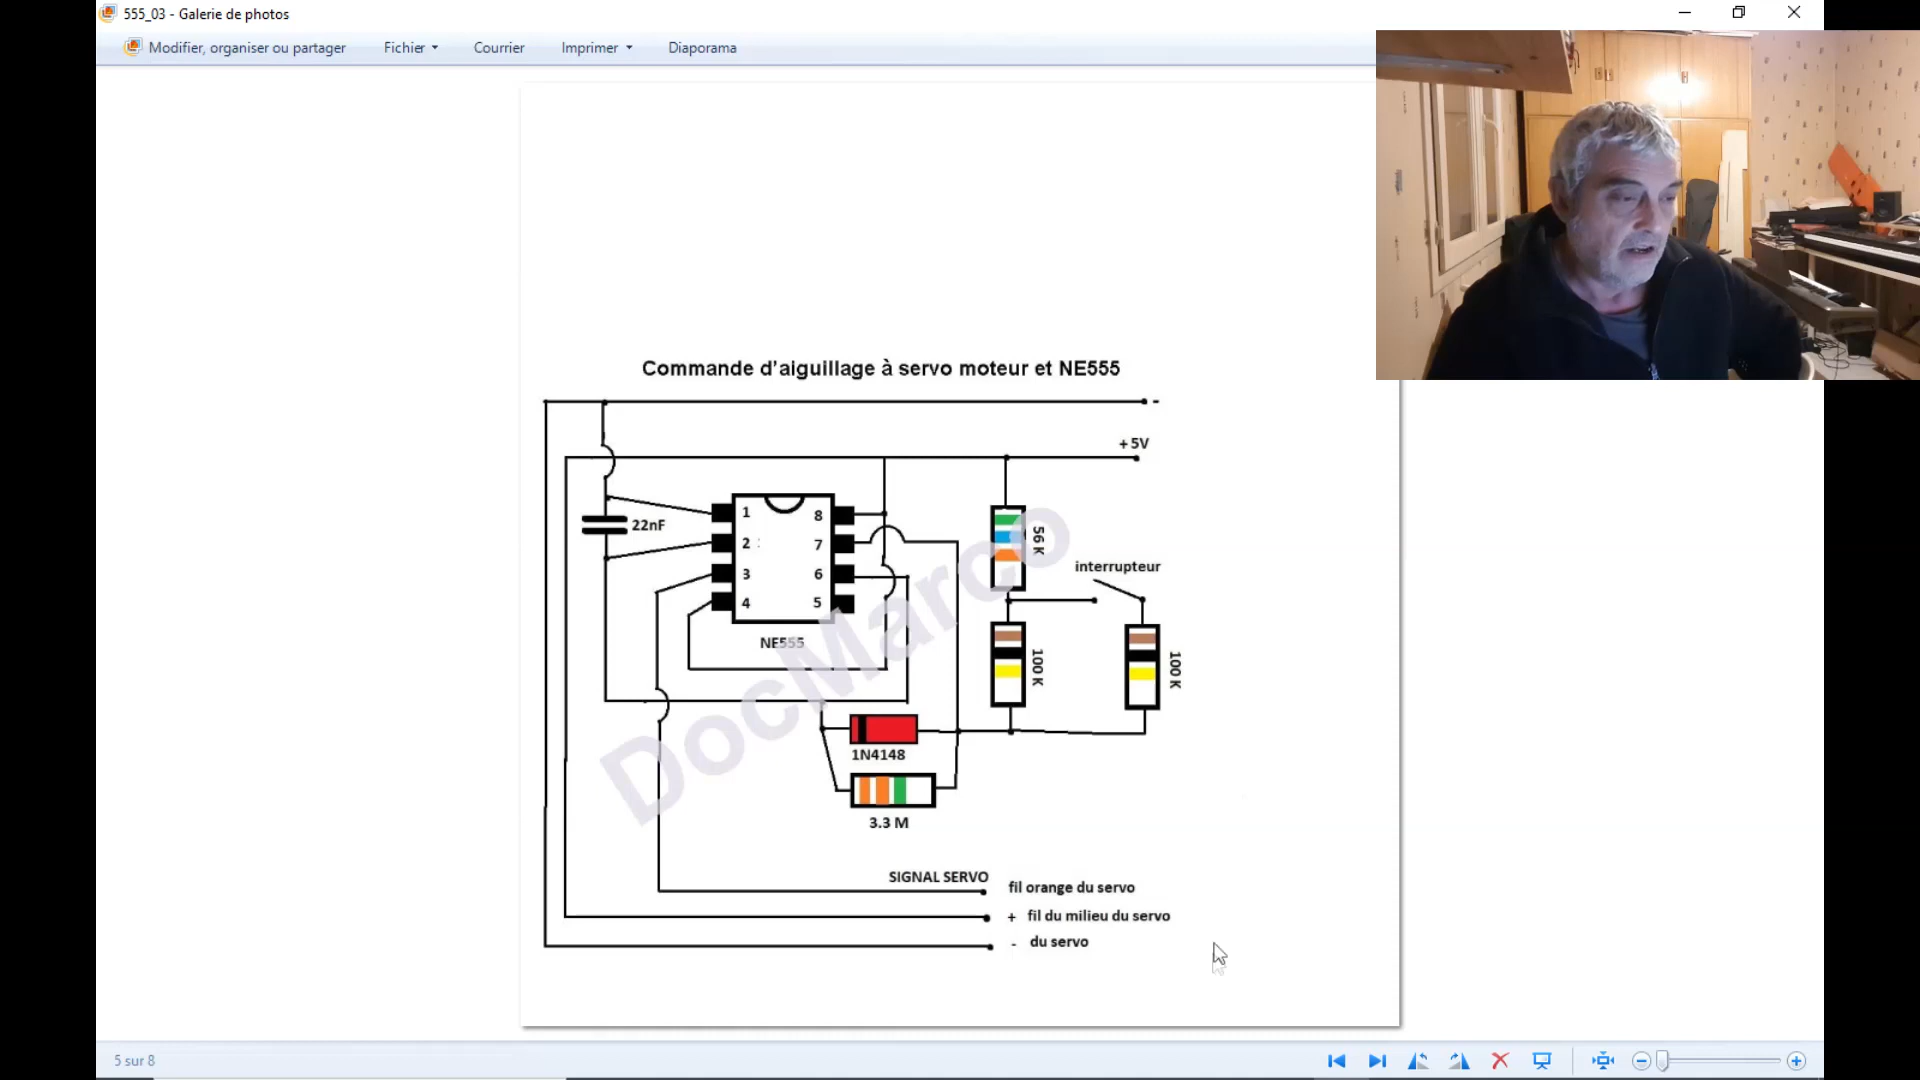 555_03 - Galerie de photos
Modifier, organiser ou partager Fichier Courrier Imprimer Diaporama
Commande d'aiguillage à servo moteur et NE555
-
+ 5V
22nF
1
2
3
4
8
7
6
5
NE555
56 K
interrupteur
100 K
100 K
1N4148
3.3 M
DocMarco
SIGNAL SERVO
fil orange du servo
+ fil du milieu du servo
- du servo
5 sur 8